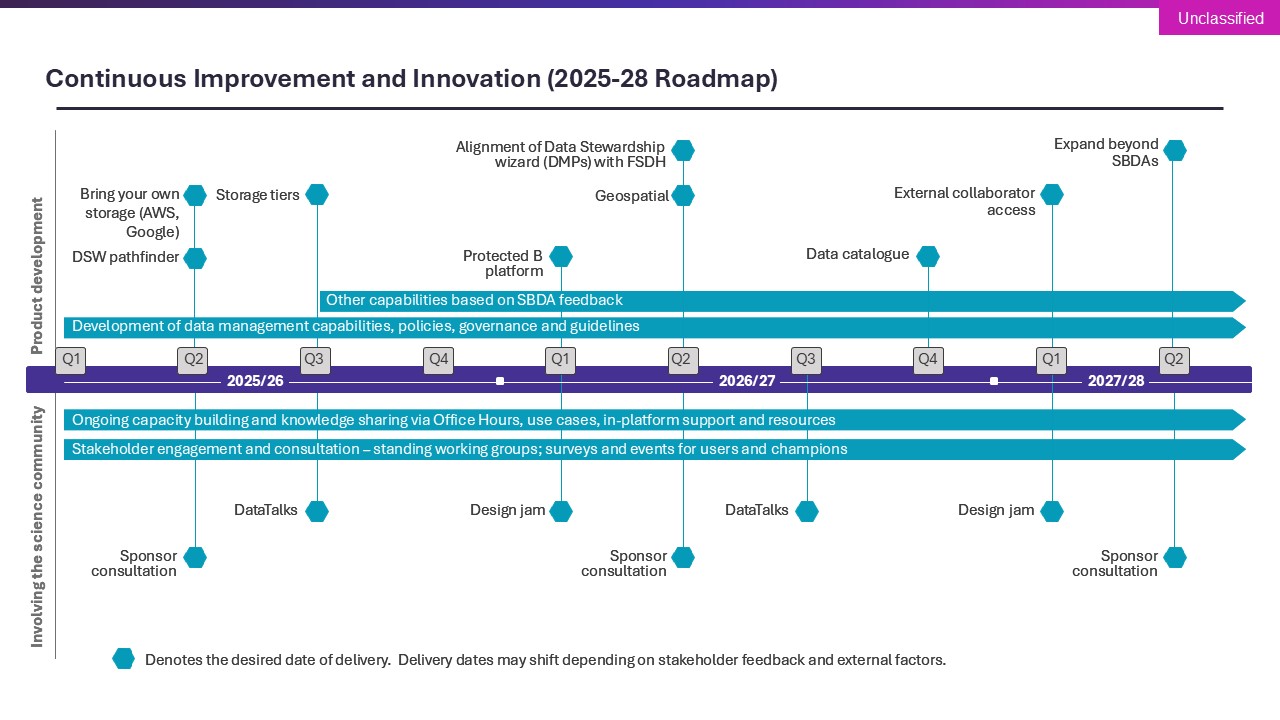 Unclassified
Continuous Improvement and Innovation (2025-28 Roadmap)
Product development
Alignment of Data Stewardship
wizard (DMPs) with FSDH
Expand beyond
SBDAs
Bring your own
storage (AWS,
Google)
Storage tiers
Geospatial
External collaborator
access
DSW pathfinder
Protected B
platform
Data catalogue
Other capabilities based on SBDA feedback
Development of data management capabilities, policies, governance and guidelines
Q1
Q2
Q3
Q4
Q1
Q2
Q3
Q4
Q1
Q2
2025/26
2026/27
2027/28
Involving the science community
Ongoing capacity building and knowledge sharing via Office Hours, use cases, in-platform support and resources
Stakeholder engagement and consultation – standing working groups; surveys and events for users and champions
DataTalks
Design jam
DataTalks
Design jam
Sponsor
consultation
Sponsor
consultation
Sponsor
consultation
Denotes the desired date of delivery.  Delivery dates may shift depending on stakeholder feedback and external factors.